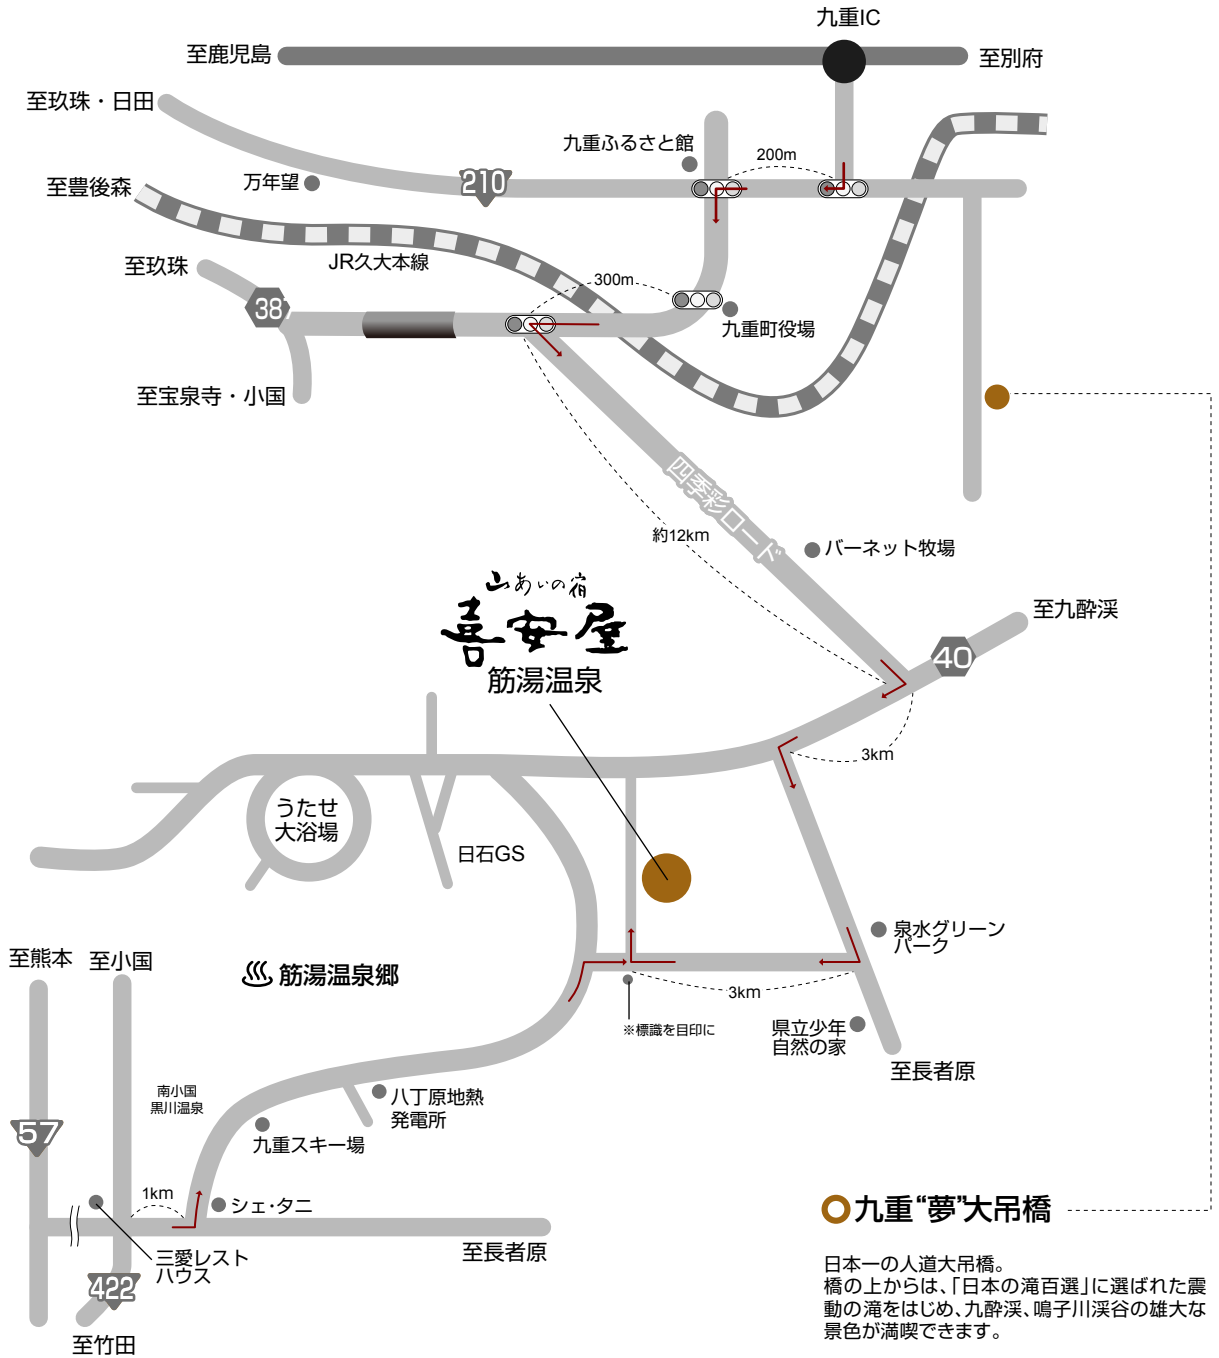 九重IC
至鹿児島
至別府
至玖珠・日田
九重ふるさと館
200m
万年望
210
至豊後森
JR久大本線
至玖珠
300m
387
九重町役場
至宝泉寺・小国
四季彩ロード
約12km
バーネット牧場
山あいの宿
喜安屋
筋湯温泉
至九酔渓
40
3km
うたせ
大浴場
日石GS
泉水グリーン
パーク
至熊本
至小国
筋湯温泉郷
3km
※標識を目印に
県立少年
自然の家
至長者原
南小国
黒川温泉
八丁原地熱
発電所
57
九重スキー場
1km
シェ・タニ
九重“夢”大吊橋
至長者原
三愛レスト
ハウス
422
至竹田
日本一の人道大吊橋。
橋の上からは、「日本の滝百選」に選ばれた震
動の滝をはじめ、九酔渓、鳴子川渓谷の雄大な
景色が満喫できます。